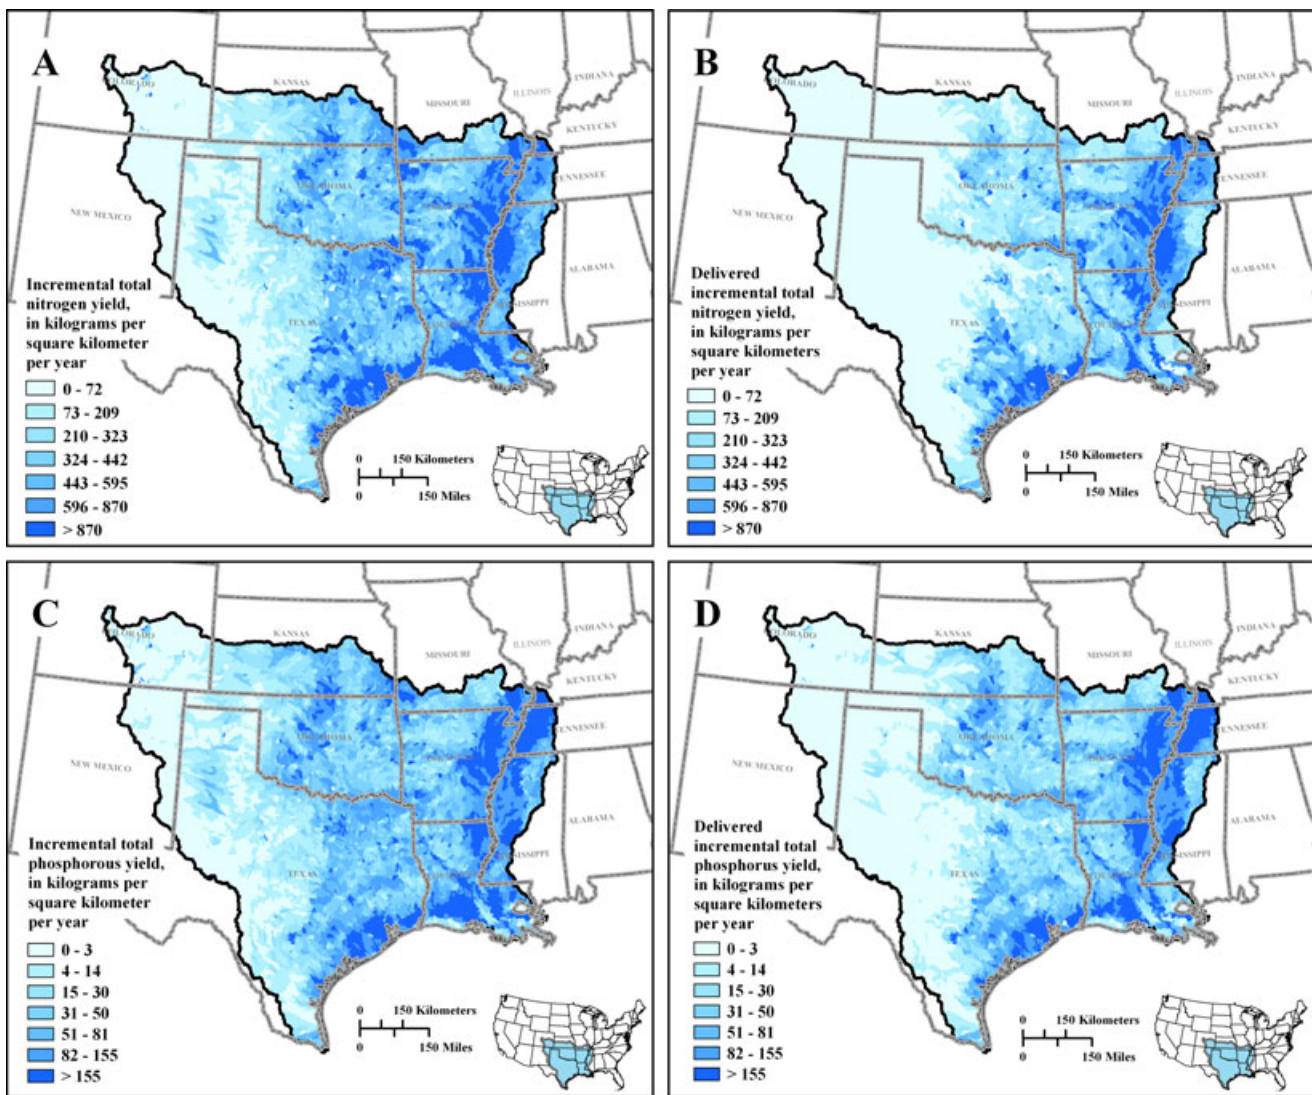 A
COLORADO
KANSAS
MISSOURI
ILLINOIS
INDIANA
KENTUCKY
TENNESSEE
OKLAHOMA
NEW MEXICO
ALABAMA
TEXAS
Incremental total
nitrogen yield,
in kilograms per
square kilometer
per year
0 - 72
73 - 209
210 - 323
324 - 442
443 - 595
596 - 870
> 870
0 150 Kilometers
0 150 Miles
B
COLORADO
KANSAS
MISSOURI
ILLINOIS
INDIANA
KENTUCKY
TENNESSEE
OKLAHOMA
NEW MEXICO
ALABAMA
MISSISSIPPI
TEXAS
Delivered
incremental total
nitrogen yield,
in kilograms per
square kilometers
per year
0 - 72
73 - 209
210 - 323
324 - 442
443 - 595
596 - 870
> 870
0 150 Kilometers
0 150 Miles
C
COLORADO
KANSAS
MISSOURI
ILLINOIS
INDIANA
KENTUCKY
TENNESSEE
OKLAHOMA
NEW MEXICO
ALABAMA
TEXAS
Incremental total
phosphorous yield,
in kilograms per
square kilometer
per year
0 - 3
4 - 14
15 - 30
31 - 50
51 - 81
82 - 155
> 155
0 150 Kilometers
0 150 Miles
D
COLORADO
KANSAS
MISSOURI
ILLINOIS
INDIANA
KENTUCKY
TENNESSEE
OKLAHOMA
NEW MEXICO
ALABAMA
TEXAS
Delivered
incremental total
phosphorus yield,
in kilograms per
square kilometers
per year
0 - 3
4 - 14
15 - 30
31 - 50
51 - 81
82 - 155
> 155
0 150 Kilometers
0 150 Miles